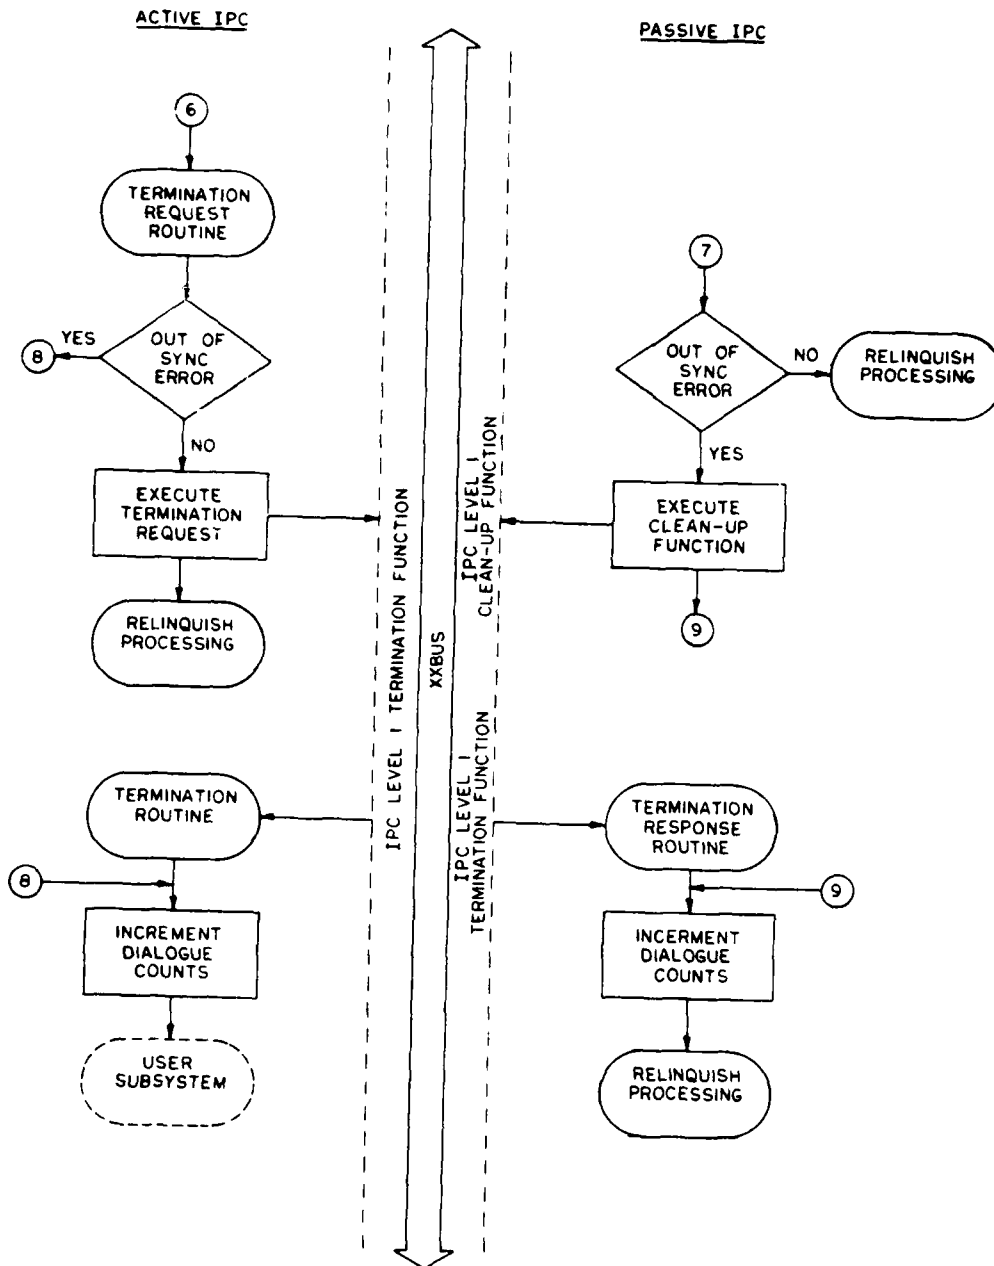 ACTIVE IPC
PASSIVE IPC
6
TERMINATION
REQUEST
ROUTINE
OUT OF
SYNC
ERROR
YES
8
NO
EXECUTE
TERMINATION
REQUEST
RELINQUISH
PROCESSING
TERMINATION
ROUTINE
8
INCREMENT
DIALOGUE
COUNTS
USER
SUBSYSTEM
IPC LEVEL 1 TERMINATION FUNCTION
XXBUS
IPC LEVEL 1
CLEAN-UP FUNCTION
IPC LEVEL 1
TERMINATION FUNCTION
7
OUT OF
SYNC
ERROR
NO
RELINQUISH
PROCESSING
YES
EXECUTE
CLEAN-UP
FUNCTION
9
TERMINATION
RESPONSE
ROUTINE
9
INCERMENT
DIALOGUE
COUNTS
RELINQUISH
PROCESSING